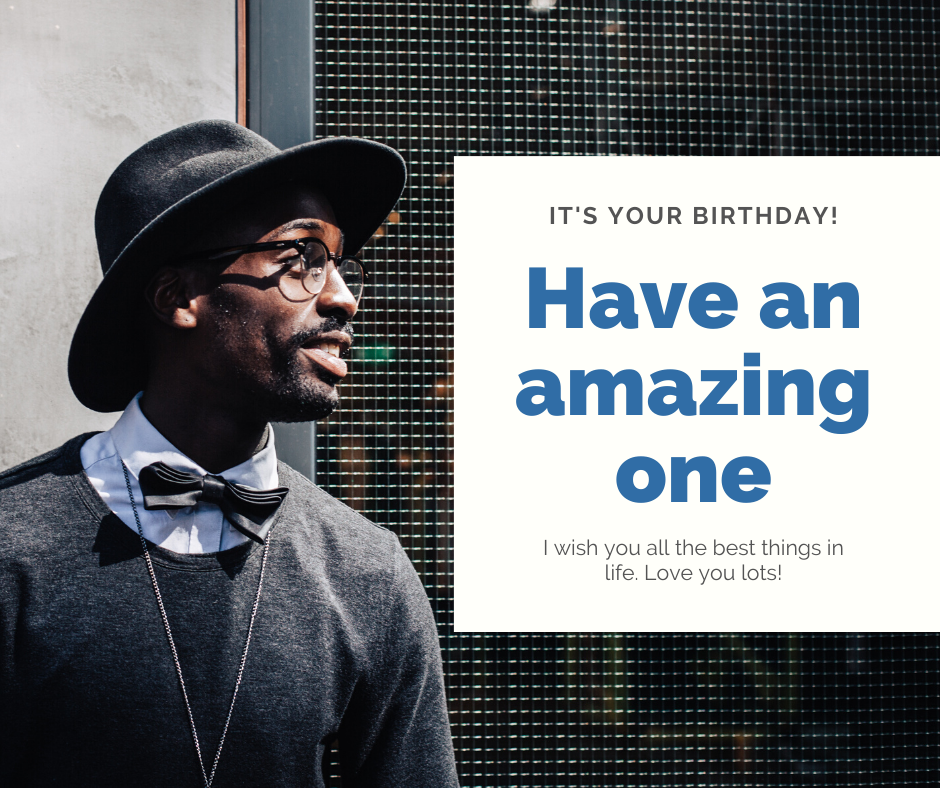 IT'S YOUR BIRTHDAY!
Have an
amazing
one
I wish you all the best things in
life. Love you lots!